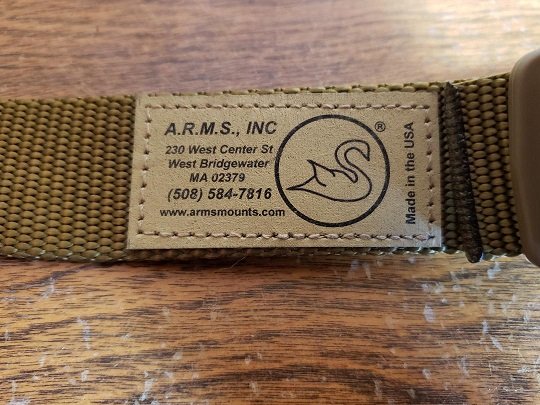 A.R.M.S., INC
230 West Center St
West Bridgewater
MA 02379
(508) 584-7816
www.armsmounts.com
®
Made in the USA